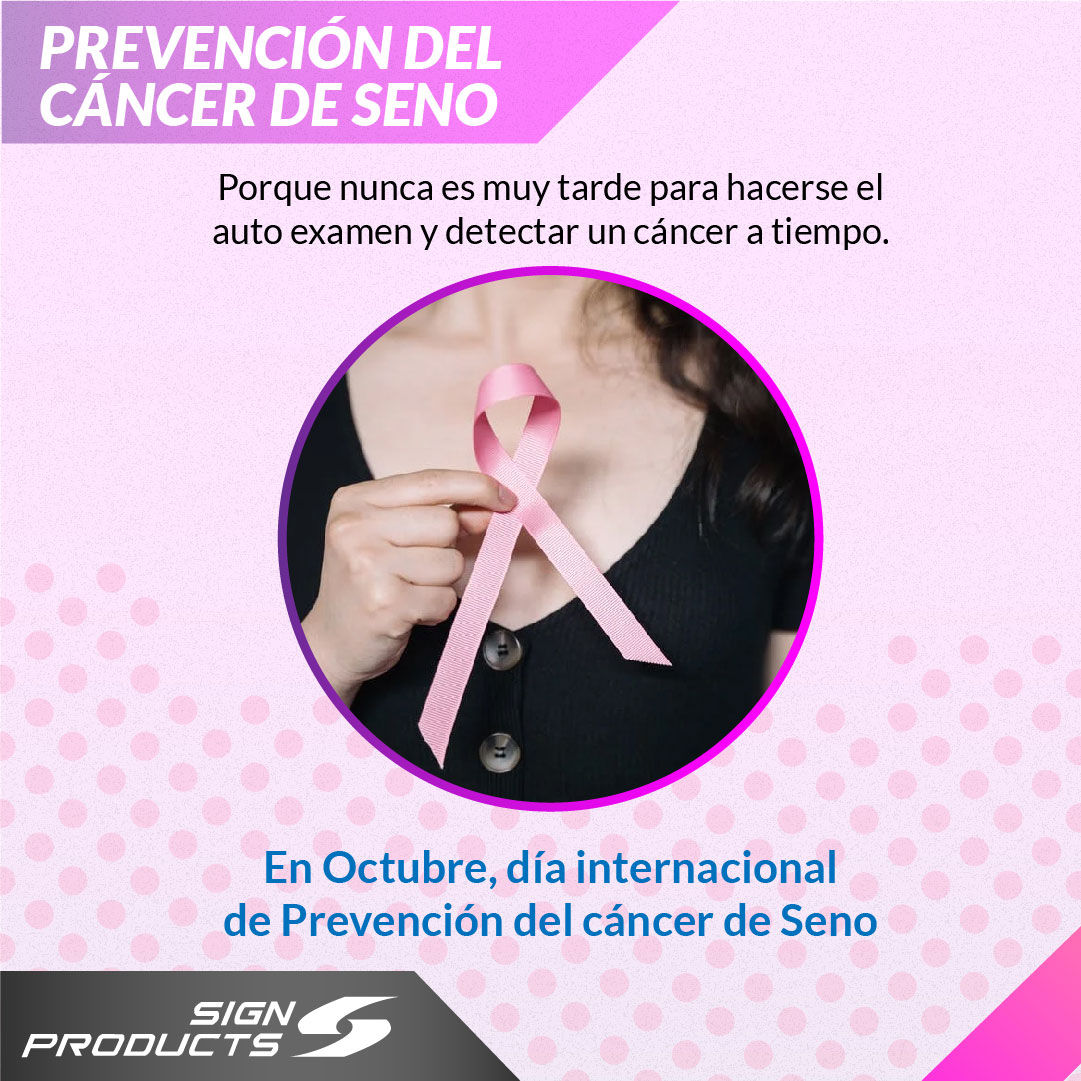 PREVENCIÓN DEL
CÁNCER DE SENO
Porque nunca es muy tarde para hacerse el
auto examen y detectar un cáncer a tiempo.
En Octubre, día internacional
de Prevención del cáncer de Seno
SIGN
PRODUCTS